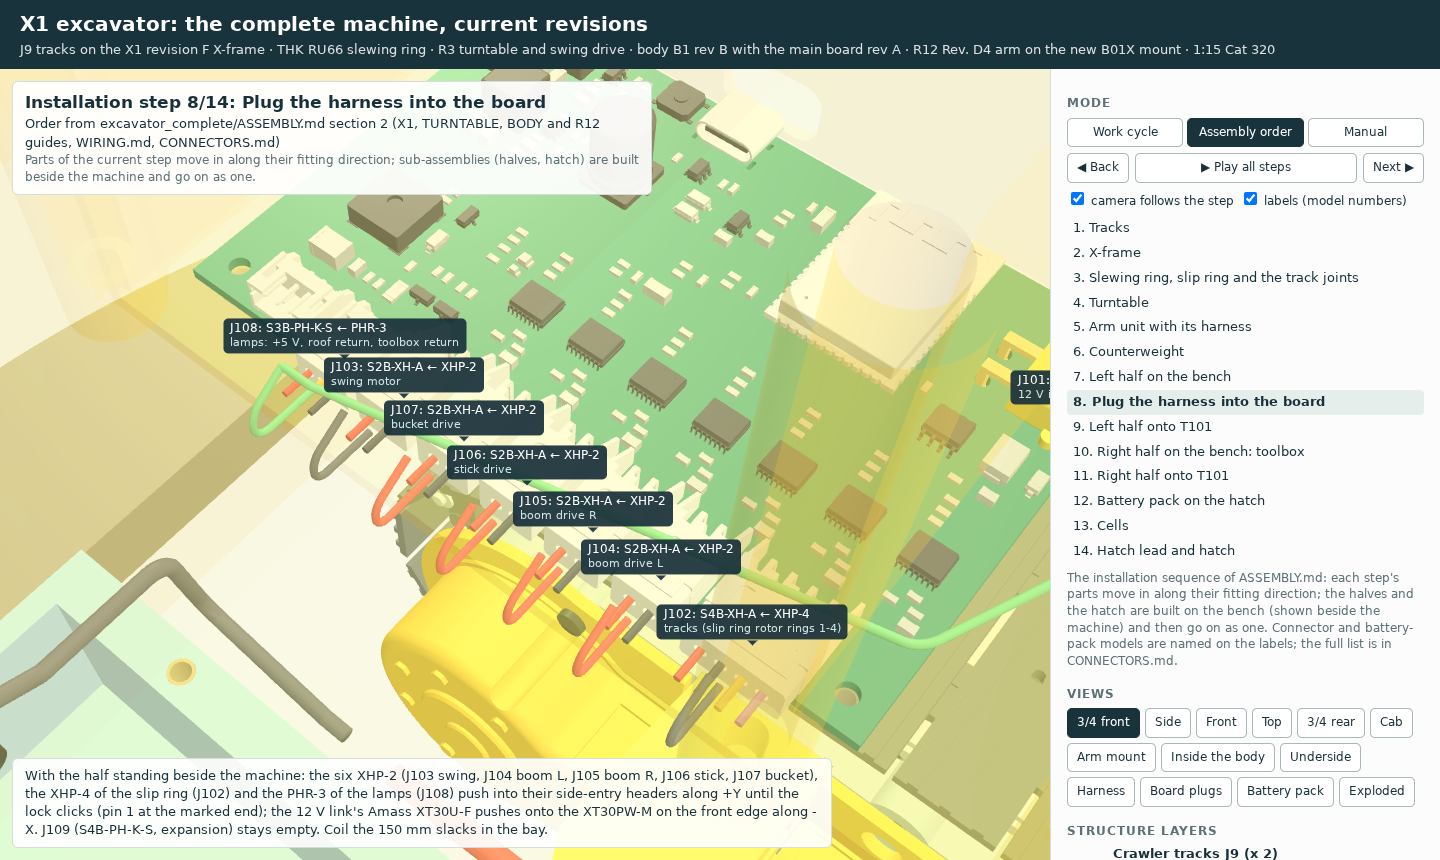 X1 excavator: the complete machine, current revisions
J9 tracks on the X1 revision F X-frame · THK RU66 slewing ring · R3 turntable and swing drive · body B1 rev B with the main board rev A · R12 Rev. D4 arm on the new B01X mount · 1:15 Cat 320
Installation step 8/14: Plug the harness into the board
Order from excavator_complete/ASSEMBLY.md section 2 (X1, TURNTABLE, BODY and R12
guides, WIRING.md, CONNECTORS.md)
Parts of the current step move in along their fitting direction; sub-assemblies (halves, hatch) are built
beside the machine and go on as one.
J108: S3B-PH-K-S ← PHR-3
lamps: +5 V, roof return, toolbox return
J103: S2B-XH-A ← XHP-2
swing motor
J107: S2B-XH-A ← XHP-2
bucket drive
J106: S2B-XH-A ← XHP-2
stick drive
J105: S2B-XH-A ← XHP-2
boom drive R
J104: S2B-XH-A ← XHP-2
boom drive L
J102: S4B-XH-A ← XHP-4
tracks (slip ring rotor rings 1-4)
J101:
12 V
With the half standing beside the machine: the six XHP-2 (J103 swing, J104 boom L, J105 boom R, J106 stick, J107 bucket),
the XHP-4 of the slip ring (J102) and the PHR-3 of the lamps (J108) push into their side-entry headers along +Y until the
lock clicks (pin 1 at the marked end); the 12 V link's Amass XT30U-F pushes onto the XT30PW-M on the front edge along -
X. J109 (S4B-PH-K-S, expansion) stays empty. Coil the 150 mm slacks in the bay.
MODE
Work cycle
Assembly order
Manual
◀ Back
▶ Play all steps
Next ▶
camera follows the step
labels (model numbers)
1. Tracks
2. X-frame
3. Slewing ring, slip ring and the track joints
4. Turntable
5. Arm unit with its harness
6. Counterweight
7. Left half on the bench
8. Plug the harness into the board
9. Left half onto T101
10. Right half on the bench: toolbox
11. Right half onto T101
12. Battery pack on the hatch
13. Cells
14. Hatch lead and hatch
The installation sequence of ASSEMBLY.md: each step's
parts move in along their fitting direction; the halves and
the hatch are built on the bench (shown beside the
machine) and then go on as one. Connector and battery-
pack models are named on the labels; the full list is in
CONNECTORS.md.
VIEWS
3/4 front
Side
Front
Top
3/4 rear
Cab
Arm mount
Inside the body
Underside
Harness
Board plugs
Battery pack
Exploded
STRUCTURE LAYERS
Crawler tracks J9 (x 2)